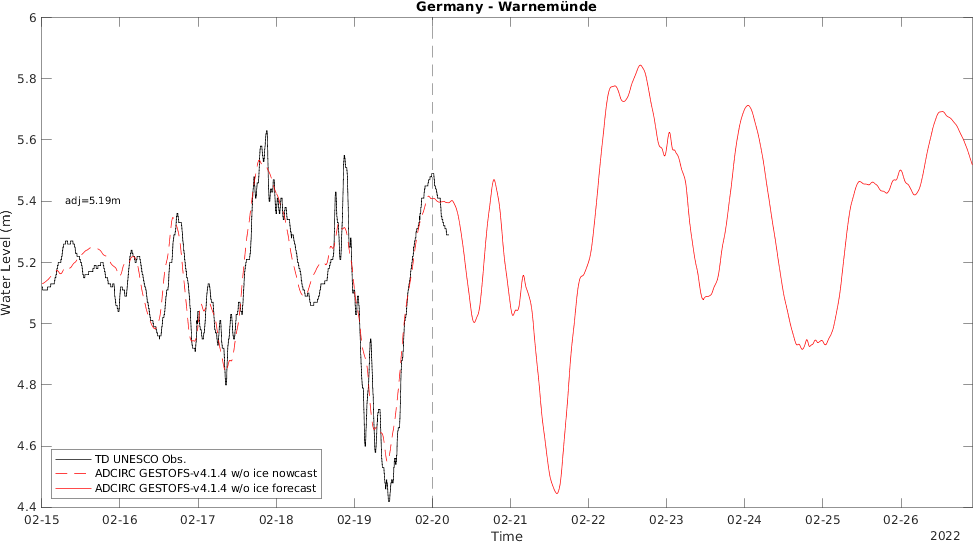 Germany - Warnemünde
6
5.8
5.6
5.4
5.2
5
4.8
4.6
4.4
Water Level (m)
adj=5.19m
TD UNESCO Obs.
ADCIRC GESTOFS-v4.1.4 w/o ice nowcast
ADCIRC GESTOFS-v4.1.4 w/o ice forecast
02-15 02-16 02-17 02-18 02-19 02-20 02-21 02-22 02-23 02-24 02-25 02-26
Time
2022